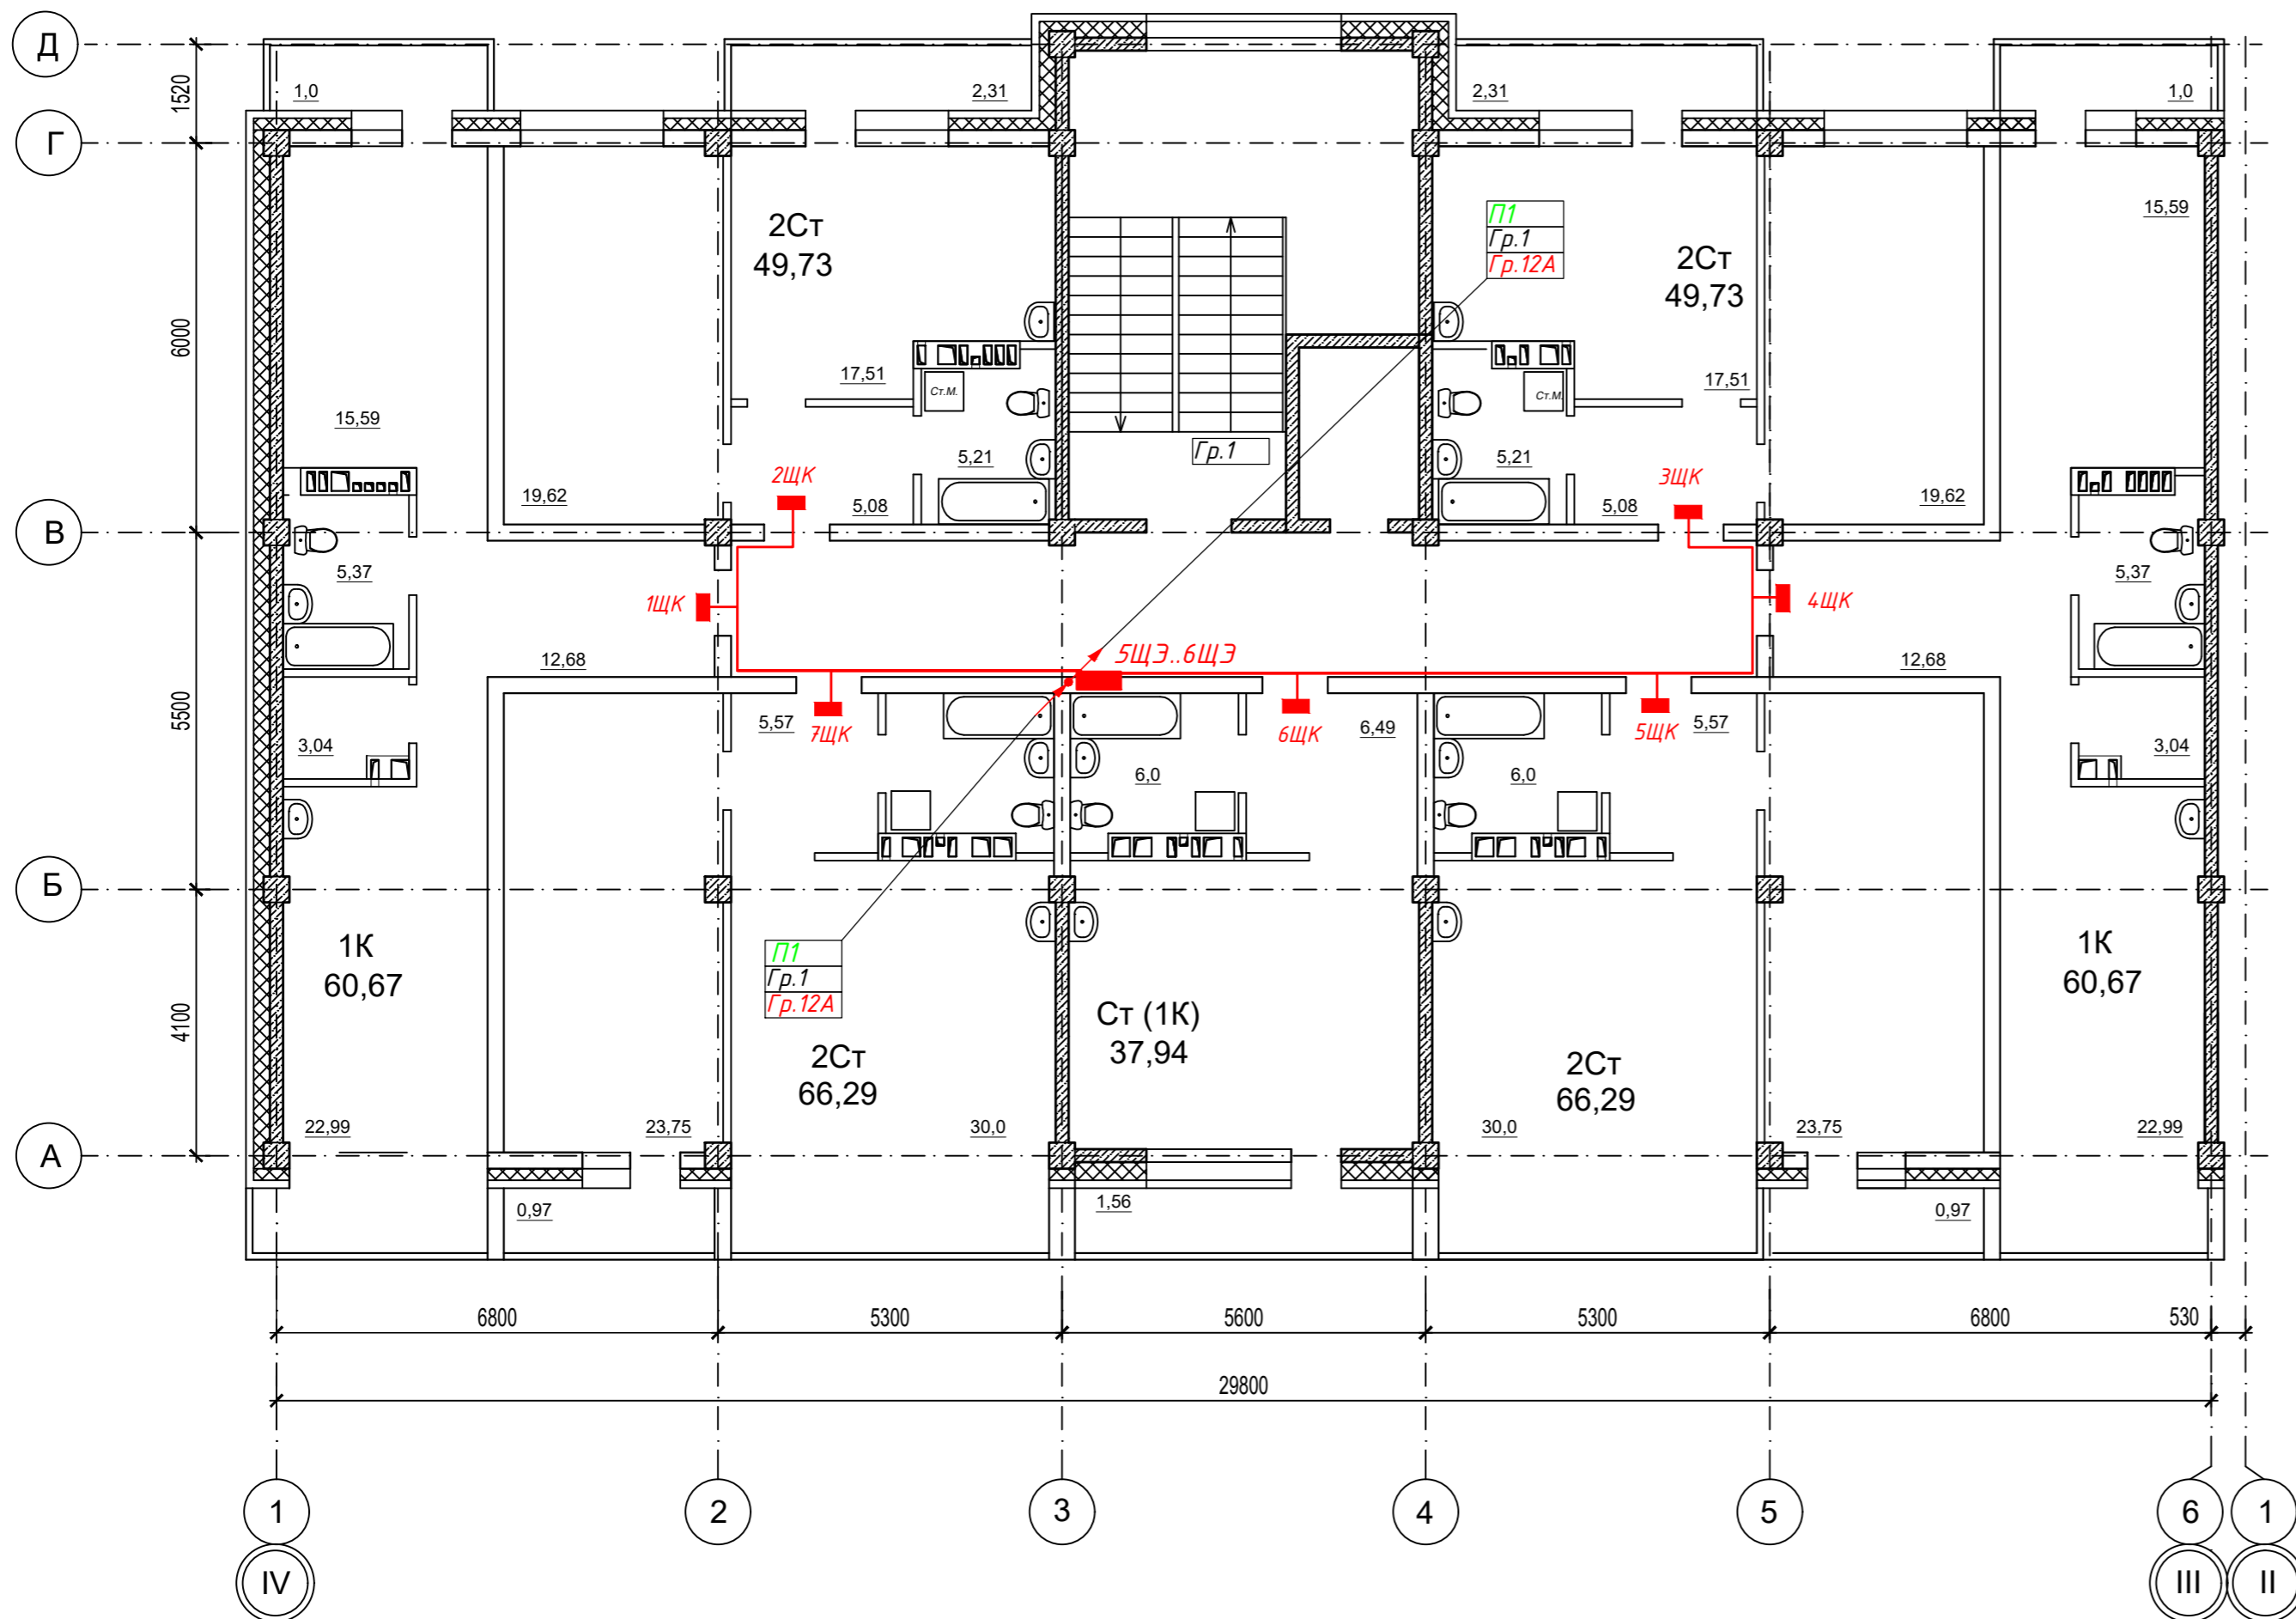 Д
1,0
2,31
2,31
1,0
1520
Г
П1
Гр.1
Гр.12А
15,59
2Ст
49,73
2Ст
49,73
6000
17,51
Ст.М.
17,51
Ст.М.
15,59
Гр.1
5,21
5,21
2ЩК
3ЩК
19,62
5,08
5,08
19,62
В
5,37
5,37
1ЩК
4ЩК
12,68
5ЩЭ..6ЩЭ
12,68
5500
5,57
7ЩК
6ЩК
6,49
5ЩК
5,57
3,04
3,04
6,0
6,0
Б
1К
60,67
1К
60,67
П1
Гр.1
Гр.12А
4100
Ст (1К)
37,94
2Ст
66,29
2Ст
66,29
22,99
23,75
30,0
30,0
23,75
22,99
А
0,97
1,56
0,97
6800
5300
5600
5300
6800
530
29800
1
2
3
4
5
6
1
IV
III
II